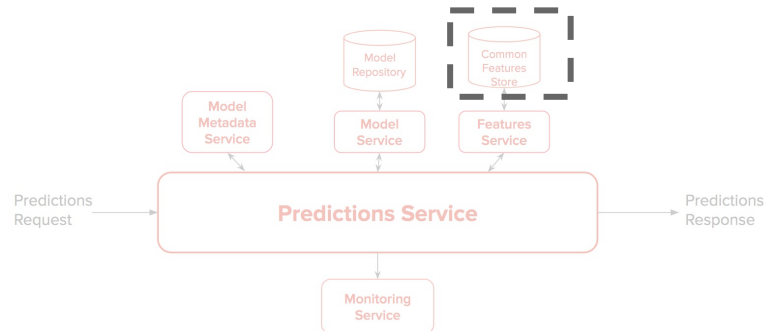 Model
Repository
Common
Features
Store
Model
Metadata
Service
Model
Service
Features
Service
Predictions
Request
Predictions Service
Predictions
Response
Monitoring
Service